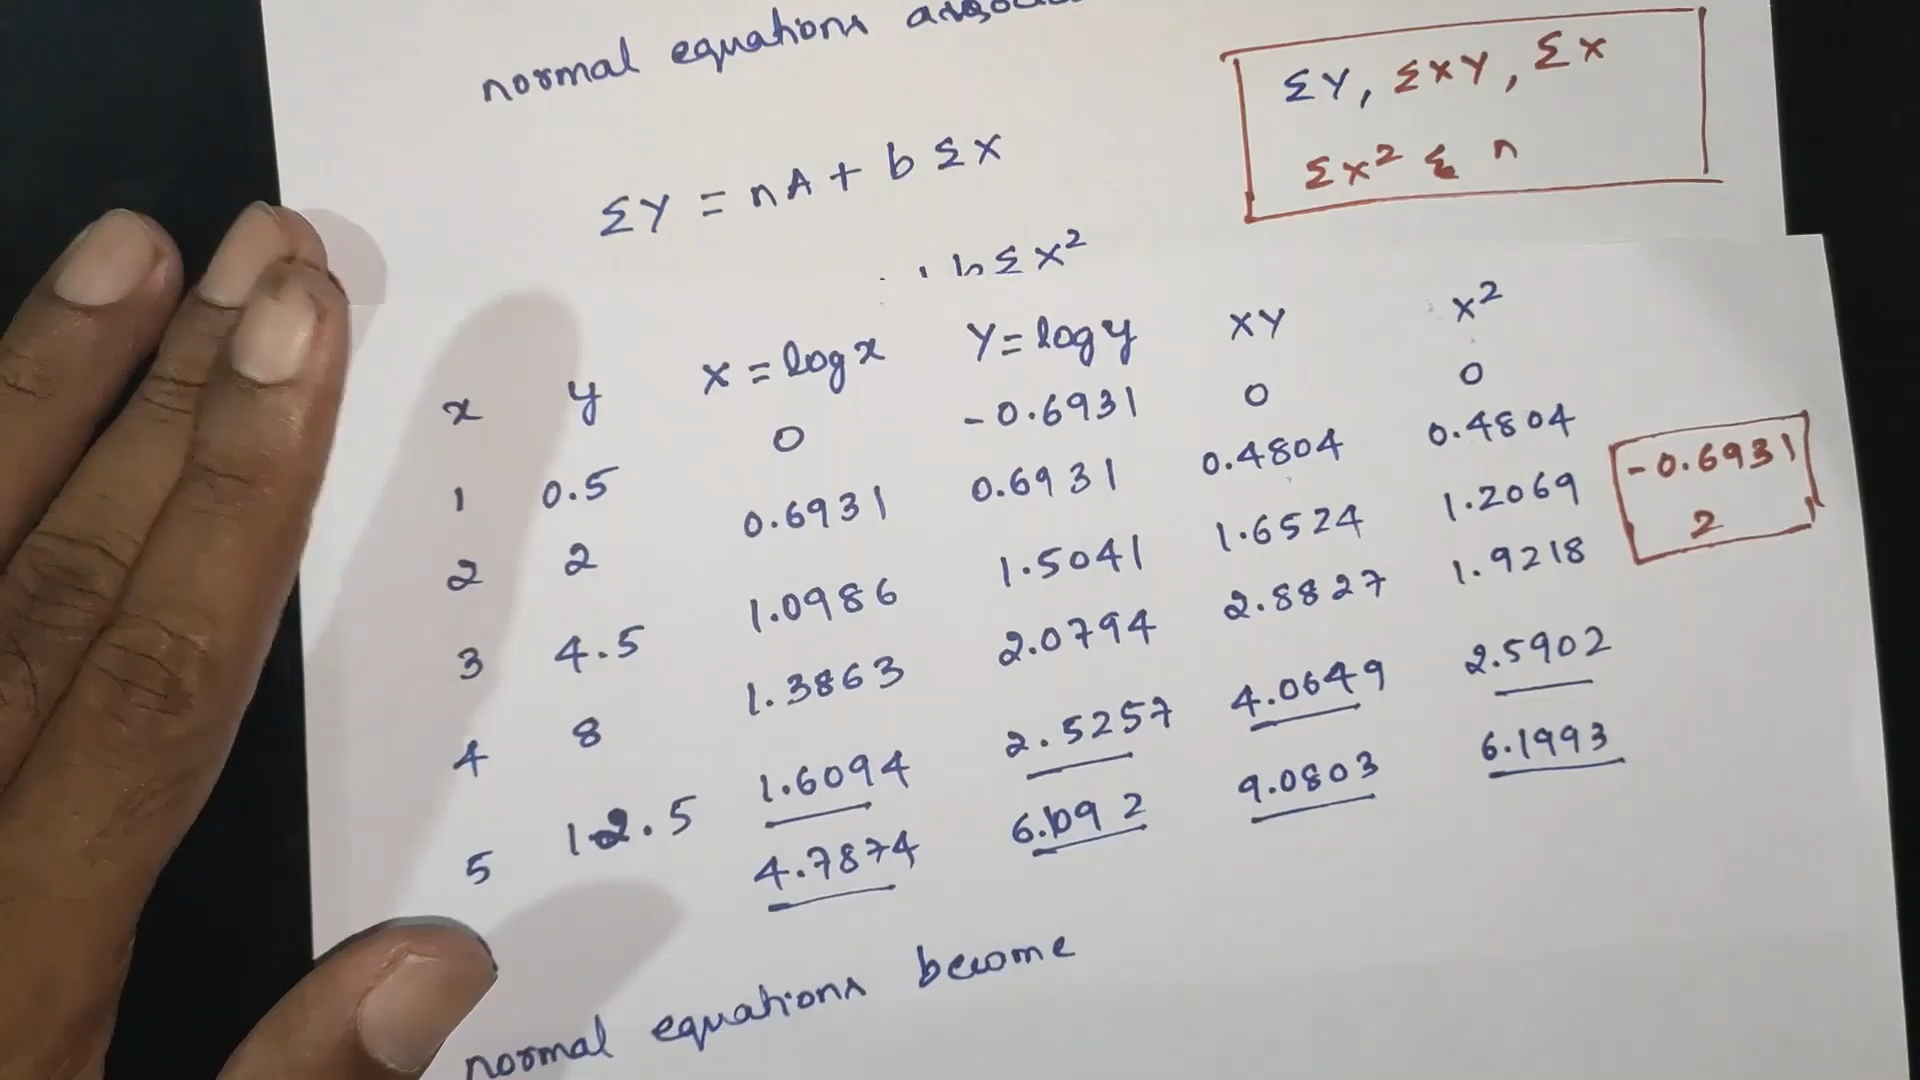 normal equations
ΣY, ΣXY, ΣX
ΣX² & n
ΣY = nA + b ΣX
bΣX²
x y X = log x Y = log y XY X²
1 0.5 0 -0.6931 0 0
2 2 0.6931 0.6931 0.4804 0.4804
3 4.5 1.0986 1.5041 1.6524 1.2069
4 8 1.3863 2.0794 2.8827 1.9218
5 12.5 1.6094 2.5257 4.0649 2.5902
4.7874 6.1092 9.0803 6.1993
-0.6931
2
normal equations become